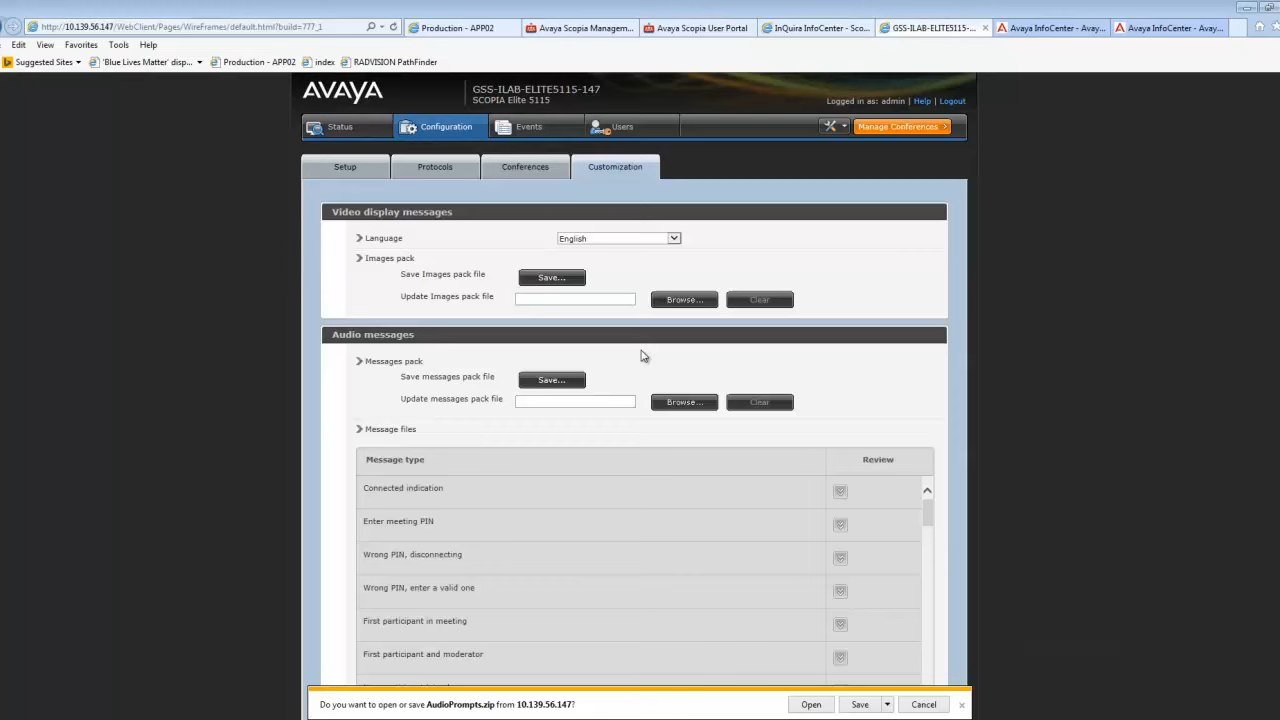 http://10.139.56.147/WebClient/Pages/WireFrames/default.html?build=777_1
Production - APP02
Avaya Scopia Managem...
Avaya Scopia User Portal
InQuira InfoCenter - Sco...
GSS-ILAB-ELITE5115-...
Avaya InfoCenter - Avay...
Avaya InfoCenter - Avay...
Edit View Favorites Tools Help
Suggested Sites
'Blue Lives Matter' disp...
Production - APP02
index
RADVISION PathFinder
AVAYA
GSS-ILAB-ELITE5115-147
SCOPIA Elite 5115
Logged in as: admin | Help | Logout
Status
Configuration
Events
Users
Manage Conferences
Setup
Protocols
Conferences
Customization
Video display messages
Language
English
Images pack
Save Images pack file
Save...
Update Images pack file
Browse...
Clear
Audio messages
Messages pack
Save messages pack file
Save...
Update messages pack file
Browse...
Clear
Message files
Message type
Review
Connected indication
Enter meeting PIN
Wrong PIN, disconnecting
Wrong PIN, enter a valid one
First participant in meeting
First participant and moderator
Do you want to open or save AudioPrompts.zip from 10.139.56.147?
Open
Save
Cancel